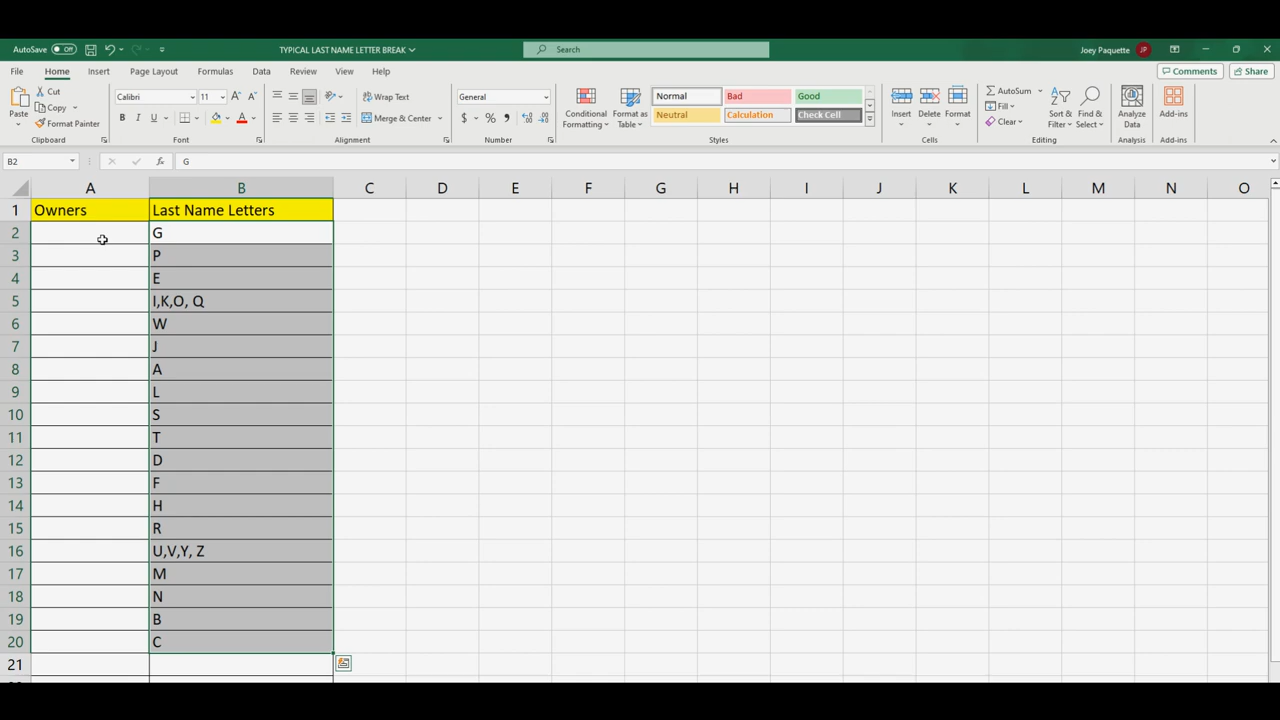 AutoSave Off TYPICAL LAST NAME LETTER BREAK Search Joey Paquette JP
File Home Insert Page Layout Formulas Data Review View Help Comments Share
Paste Cut Copy Format Painter Clipboard
Calibri 11 A A B I U A Font
Wrap Text Merge & Center Alignment
General $ % 9 Number
Conditional Formatting Format as Table Normal Bad Good Neutral Calculation Check Cell Styles
Insert Delete Format Cells
AutoSum Fill Clear Sort & Filter Find & Select Editing
Analyze Data Analysis
Add-ins Add-ins
B2 fx G
A B C D E F G H I J K L M N O
1 Owners Last Name Letters
2 G
3 P
4 E
5 I,K,O, Q
6 W
7 J
8 A
9 L
10 S
11 T
12 D
13 F
14 H
15 R
16 U,V,Y, Z
17 M
18 N
19 B
20 C
21